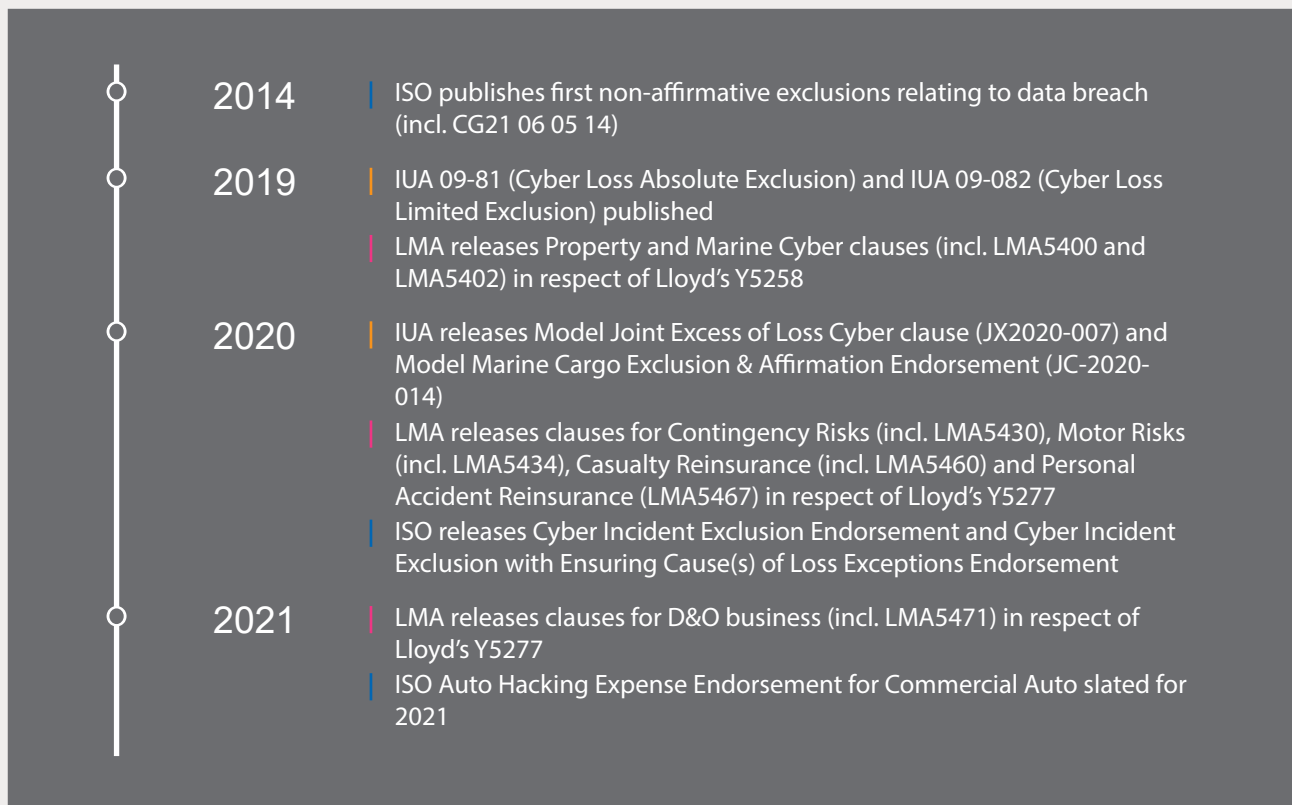 2014
ISO publishes first non-affirmative exclusions relating to data breach
(incl. CG21 06 05 14)
2019
IUA 09-81 (Cyber Loss Absolute Exclusion) and IUA 09-082 (Cyber Loss
Limited Exclusion) published
LMA releases Property and Marine Cyber clauses (incl. LMA5400 and
LMA5402) in respect of Lloyd's Y5258
2020
IUA releases Model Joint Excess of Loss Cyber clause (JX2020-007) and
Model Marine Cargo Exclusion & Affirmation Endorsement (JC-2020-
014)
LMA releases clauses for Contingency Risks (incl. LMA5430), Motor Risks
(incl. LMA5434), Casualty Reinsurance (incl. LMA5460) and Personal
Accident Reinsurance (LMA5467) in respect of Lloyd's Y5277
ISO releases Cyber Incident Exclusion Endorsement and Cyber Incident
Exclusion with Ensuring Cause(s) of Loss Exceptions Endorsement
2021
LMA releases clauses for D&O business (incl. LMA5471) in respect of
Lloyd's Y5277
ISO Auto Hacking Expense Endorsement for Commercial Auto slated for
2021